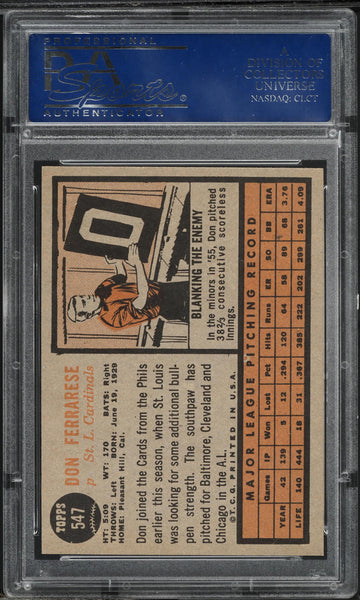 PROFESSIONAL
PSA
Sports
®
AUTHENTICATOR
A
DIVISION OF
COLLECTORS
UNIVERSE
NASDAQ: CLCT
TOPPS
547
DON FERRARESE
p St. L. Cardinals
HT: 5:09 WT: 170 BATS: Right
THROWS: Left BORN: June 19, 1929
HOME: Pleasant Hill, Cal.
Don joined the Cards from the Phils
earlier this season, when St. Louis
was looking for some additional bull-
pen strength. The southpaw has
pitched for Baltimore, Cleveland and
Chicago in the A.L.
© T.C.G. PRINTED IN U.S.A.
0
BLANKING THE ENEMY
In the minors in '55, Don pitched
38 2/3 consecutive scoreless
innings.
MAJOR LEAGUE PITCHING RECORD
Games IP Won Lost Pct Hits Runs ER SO BB ERA
YEAR 42 139 5 12 .294 120 64 58 89 68 3.76
LIFE 140 444 18 31 .367 385 222 202 299 261 4.09